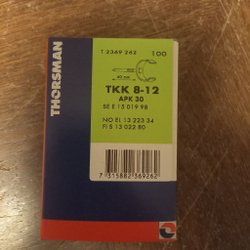 THORSMAN
T 2369 262 100
40 mm
TKK 8-12
APK 30
SE E 15 019 98
NO EL 13 223 34
FI S 13 022 80
7 315882 369262